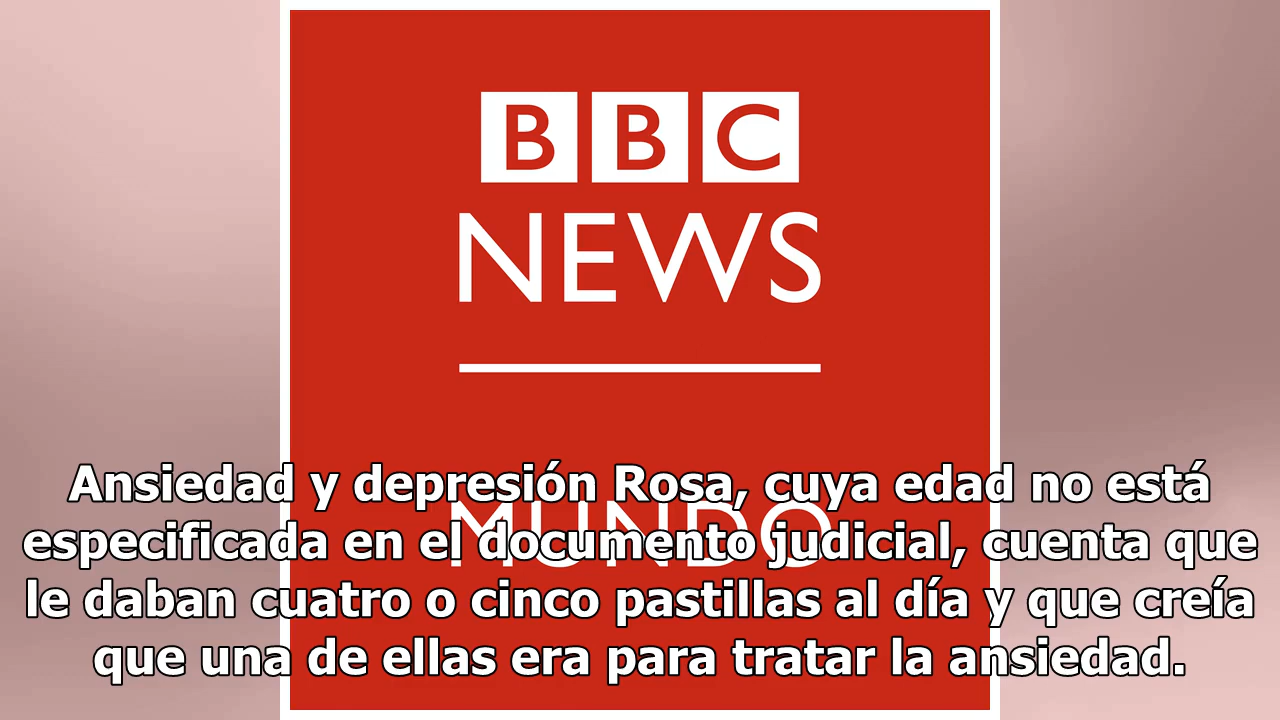 BBC
NEWS
MUNDO
Ansiedad y depresión Rosa, cuya edad no está
especificada en el documento judicial, cuenta que
le daban cuatro o cinco pastillas al día y que creía
que una de ellas era para tratar la ansiedad.